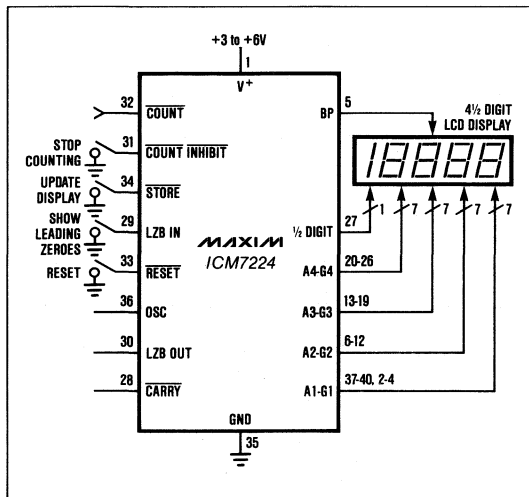 +3 to +6V
1
V+
32
COUNT
31
COUNT INHIBIT
STOP
COUNTING
34
STORE
UPDATE
DISPLAY
29
LZB IN
SHOW
LEADING
ZEROES
33
RESET
RESET
36
OSC
30
LZB OUT
28
CARRY
MAXIM
ICM7224
GND
35
BP
5
4½ DIGIT
LCD DISPLAY
18888
1
7
7
7
7
½ DIGIT
27
A4-G4
20-26
A3-G3
13-19
A2-G2
6-12
A1-G1
37-40, 2-4